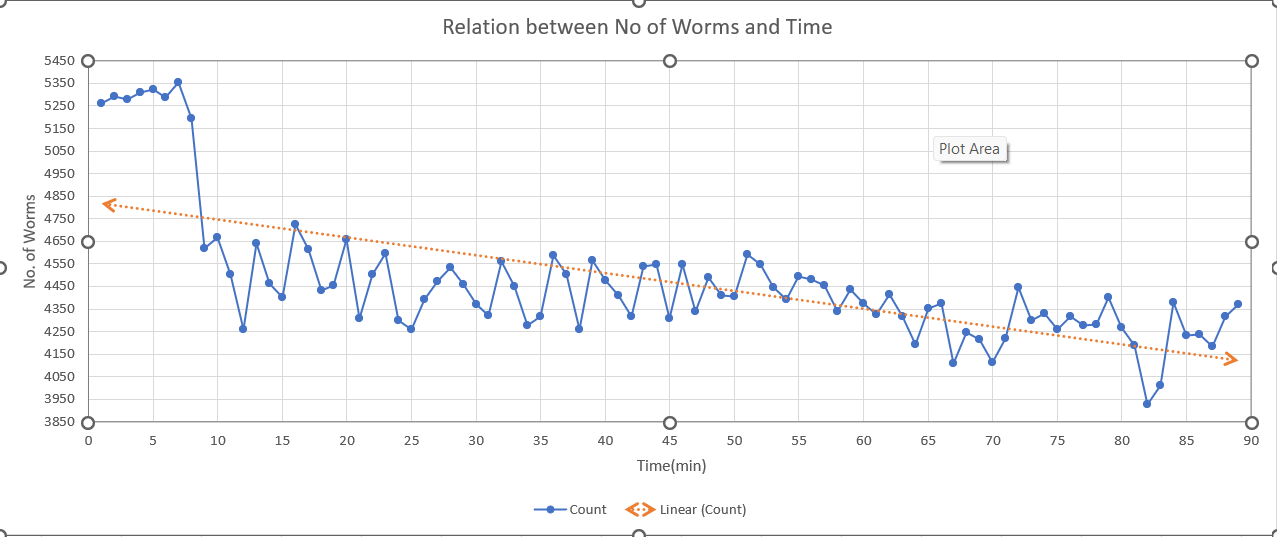 Relation between No of Worms and Time
5450
5350
5250
5150
5050
4950
4850
4750
4650
4550
4450
4350
4250
4150
4050
3950
3850
No. of Worms
Plot Area
0 5 10 15 20 25 30 35 40 45 50 55 60 65 70 75 80 85 90
Time(min)
Count Linear (Count)